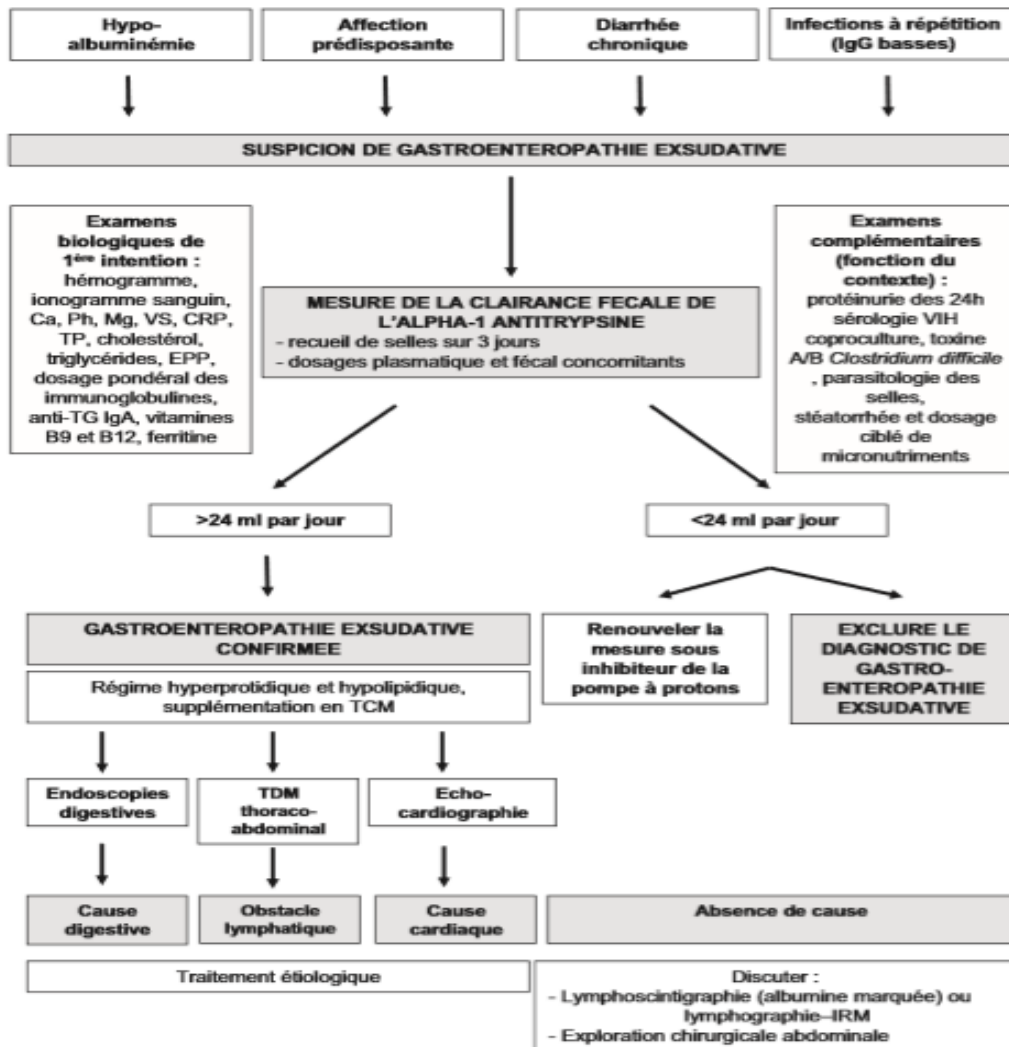 Hypo-
albuminémie
Affection
prédisposante
Diarrhée
chronique
Infections à répétition
(IgG basses)
SUSPICION DE GASTROENTEROPATHIE EXSUDATIVE
Examens
biologiques de
1ère intention :
hémogramme,
ionogramme sanguin,
Ca, Ph, Mg, VS, CRP,
TP, cholestérol,
triglycérides, EPP,
dosage pondéral des
immunoglobulines,
anti-TG IgA, vitamines
B9 et B12, ferritine
MESURE DE LA CLAIRANCE FECALE DE
L'ALPHA-1 ANTITRYPSINE
- recueil de selles sur 3 jours
- dosages plasmatique et fécal concomitants
Examens
complémentaires
(fonction du
contexte) :
protéinurie des 24h
sérologie VIH
coproculture, toxine
A/B Clostridium difficile
, parasitologie des
selles,
stéatorrhée et dosage
ciblé de
micronutriments
>24 ml par jour
<24 ml par jour
GASTROENTEROPATHIE EXSUDATIVE
CONFIRMEE
Régime hyperprotidique et hypolipidique,
supplémentation en TCM
Renouveler la
mesure sous
inhibiteur de la
pompe à protons
EXCLURE LE
DIAGNOSTIC DE
GASTRO-
ENTEROPATHIE
EXSUDATIVE
Endoscopies
digestives
TDM
thoraco-
abdominal
Echo-
cardiographie
Cause
digestive
Obstacle
lymphatique
Cause
cardiaque
Absence de cause
Traitement étiologique
Discuter :
- Lymphoscintigraphie (albumine marquée) ou
lymphographie–IRM
- Exploration chirurgicale abdominale